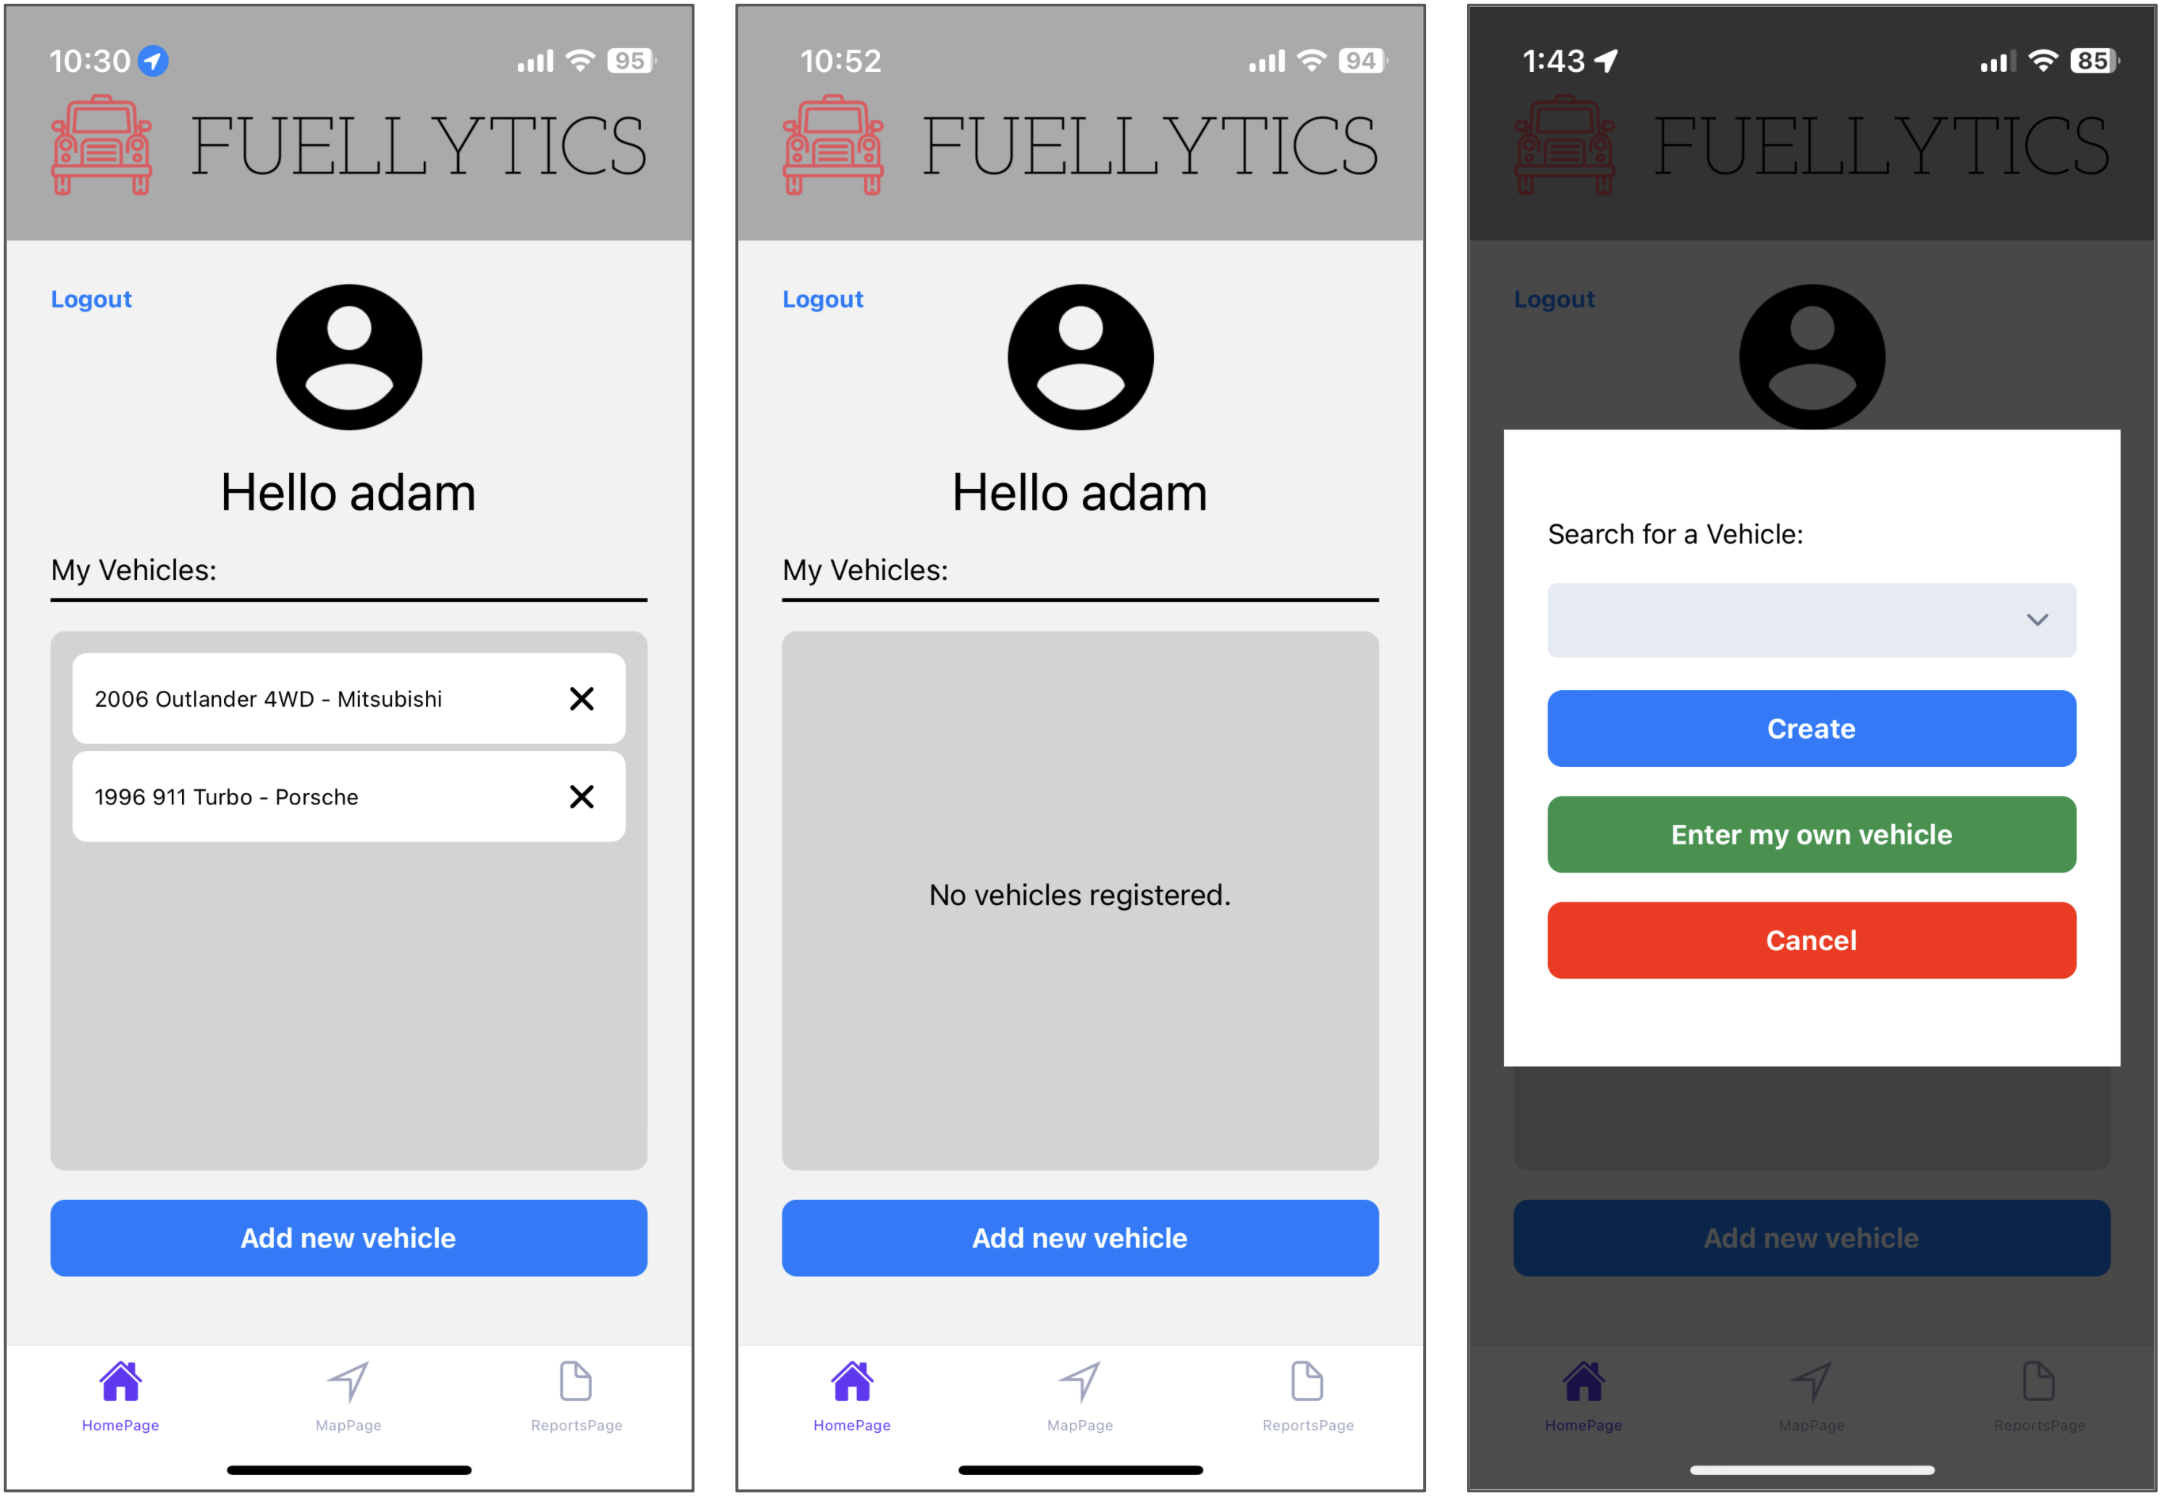 10:30
95
FUELLYTICS
Logout
Hello adam
My Vehicles:
2006 Outlander 4WD - Mitsubishi
1996 911 Turbo - Porsche
Add new vehicle
HomePage MapPage ReportsPage
10:52
94
FUELLYTICS
Logout
Hello adam
My Vehicles:
No vehicles registered.
Add new vehicle
HomePage MapPage ReportsPage
1:43
85
FUELLYTICS
Logout
Search for a Vehicle:
Create
Enter my own vehicle
Cancel
Add new vehicle
HomePage MapPage ReportsPage